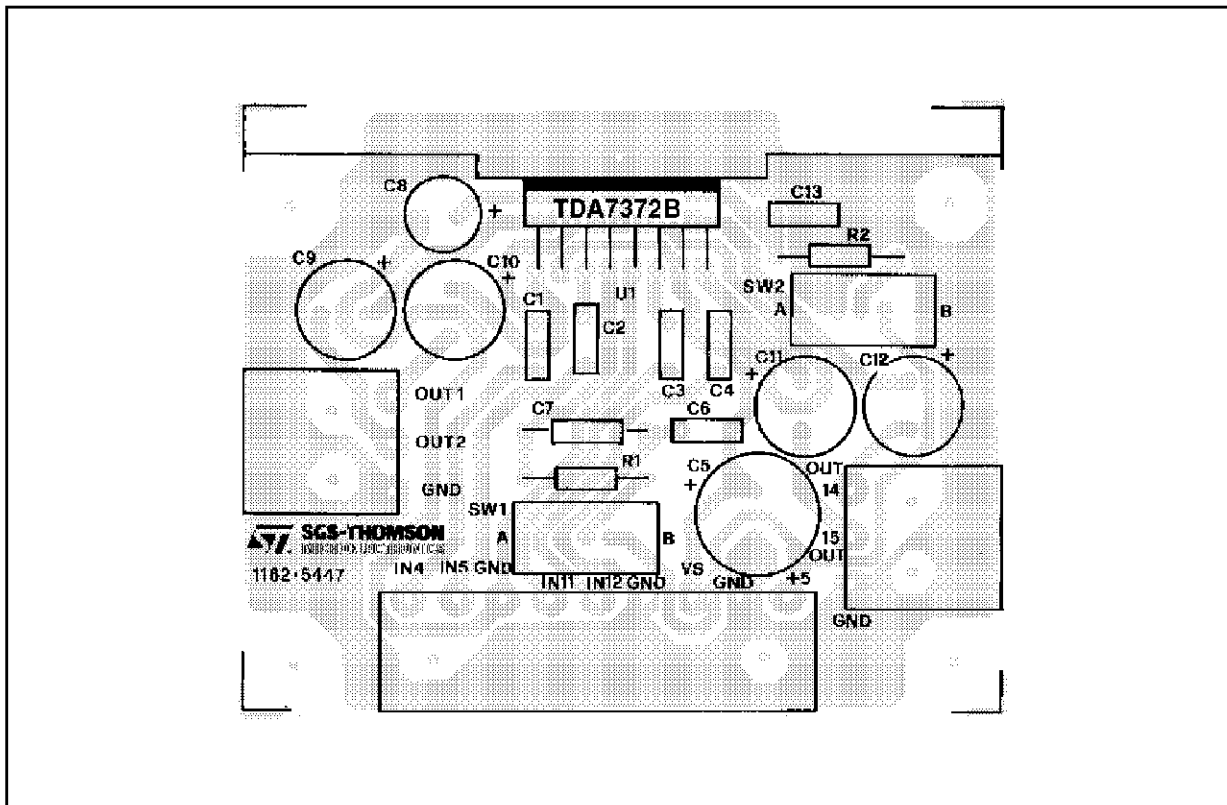 C8
+
TDA7372B
C13
R2
C9
+
C10
+
SW2
A
B
C1
U1
C2
C3
C4
+
C11
C12
+
OUT1
C7
C6
OUT2
R1
C5
+
OUT
14
GND
SW1
A
B
15
OUT
SGS-THOMSON
MICROELECTRONICS
1182·5447
IN4
IN5
GND
IN11
IN12
GND
VS
GND
+5
GND